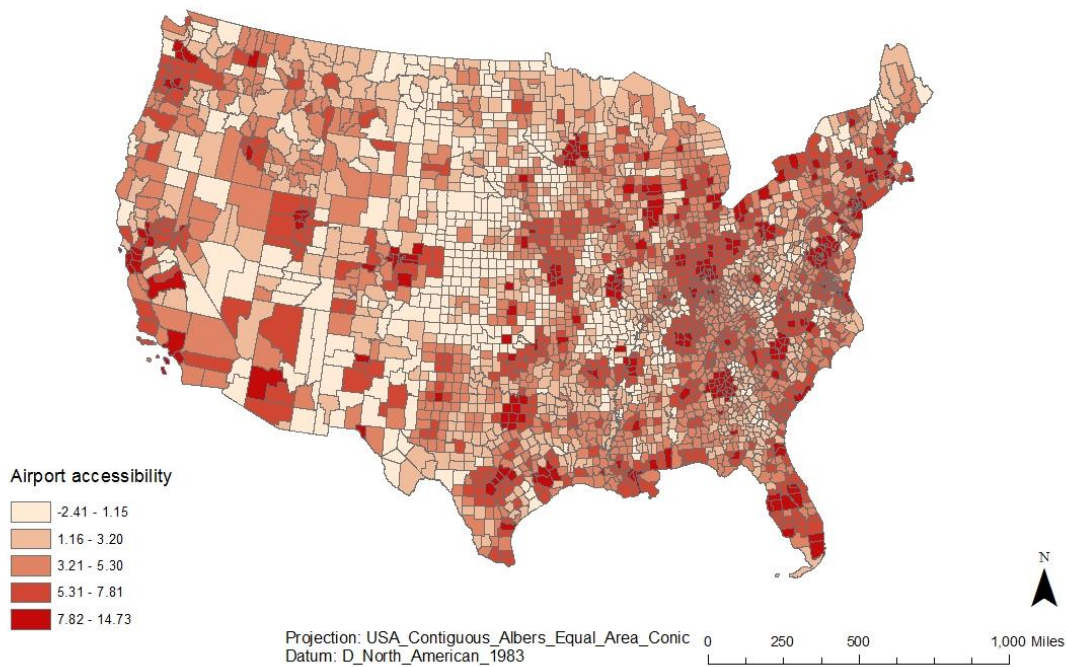 Airport accessibility
-2.41 - 1.15
1.16 - 3.20
3.21 - 5.30
5.31 - 7.81
7.82 - 14.73
N
Projection: USA_Contiguous_Albers_Equal_Area_Conic
Datum: D_North_American_1983
0 250 500 1,000 Miles